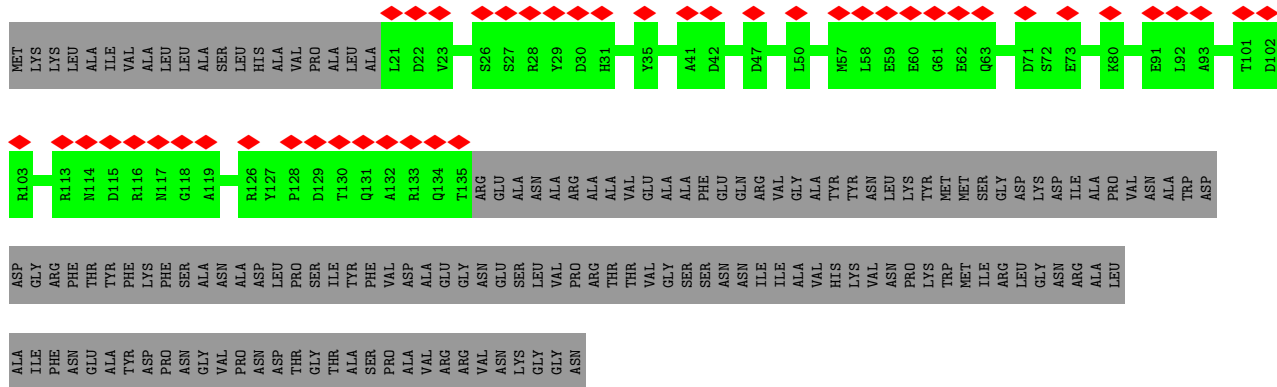 MET LYS LYS LEU ALA ILE VAL ALA LEU LEU ALA SER LEU HIS ALA VAL PRO ALA LEU ALA L21 D22 V23 S26 S27 R28 Y29 D30 H31 Y35 A41 D42 D47 L50 M57 L58 E59 E60 G61 E62 Q63 D71 S72 E73 K80 E91 L92 A93 T101 D102
R103 R113 N114 D115 R116 N117 G118 A119 R126 Y127 P128 D129 T130 Q131 A132 R133 Q134 T135 ARG GLU ALA ASN ALA ARG ALA ALA VAL GLU ALA ALA PHE GLU GLN ARG VAL GLY ALA TYR TYR ASN LEU LYS TYR MET MET SER GLY ASP LYS ASP ILE ALA PRO VAL ASN ALA TRP ASP
ASP GLY ARG PHE THR TYR PHE LYS PHE SER ALA ASN ALA ASP LEU PRO SER ILE TYR PHE VAL ASP ALA GLU GLY ASN GLU SER LEU VAL PRO ARG THR THR VAL GLY SER SER ASN ASN ILE ILE ALA VAL HIS LYS VAL ASN PRO LYS TRP MET ILE ARG LEU GLY ASN ARG ALA LEU
ALA ILE PHE ASN GLU ALA TYR ASP PRO ASN GLY VAL PRO ASN ASP THR GLY THR ALA SER PRO ALA VAL ARG ARG VAL ASN LYS GLY GLY ASN